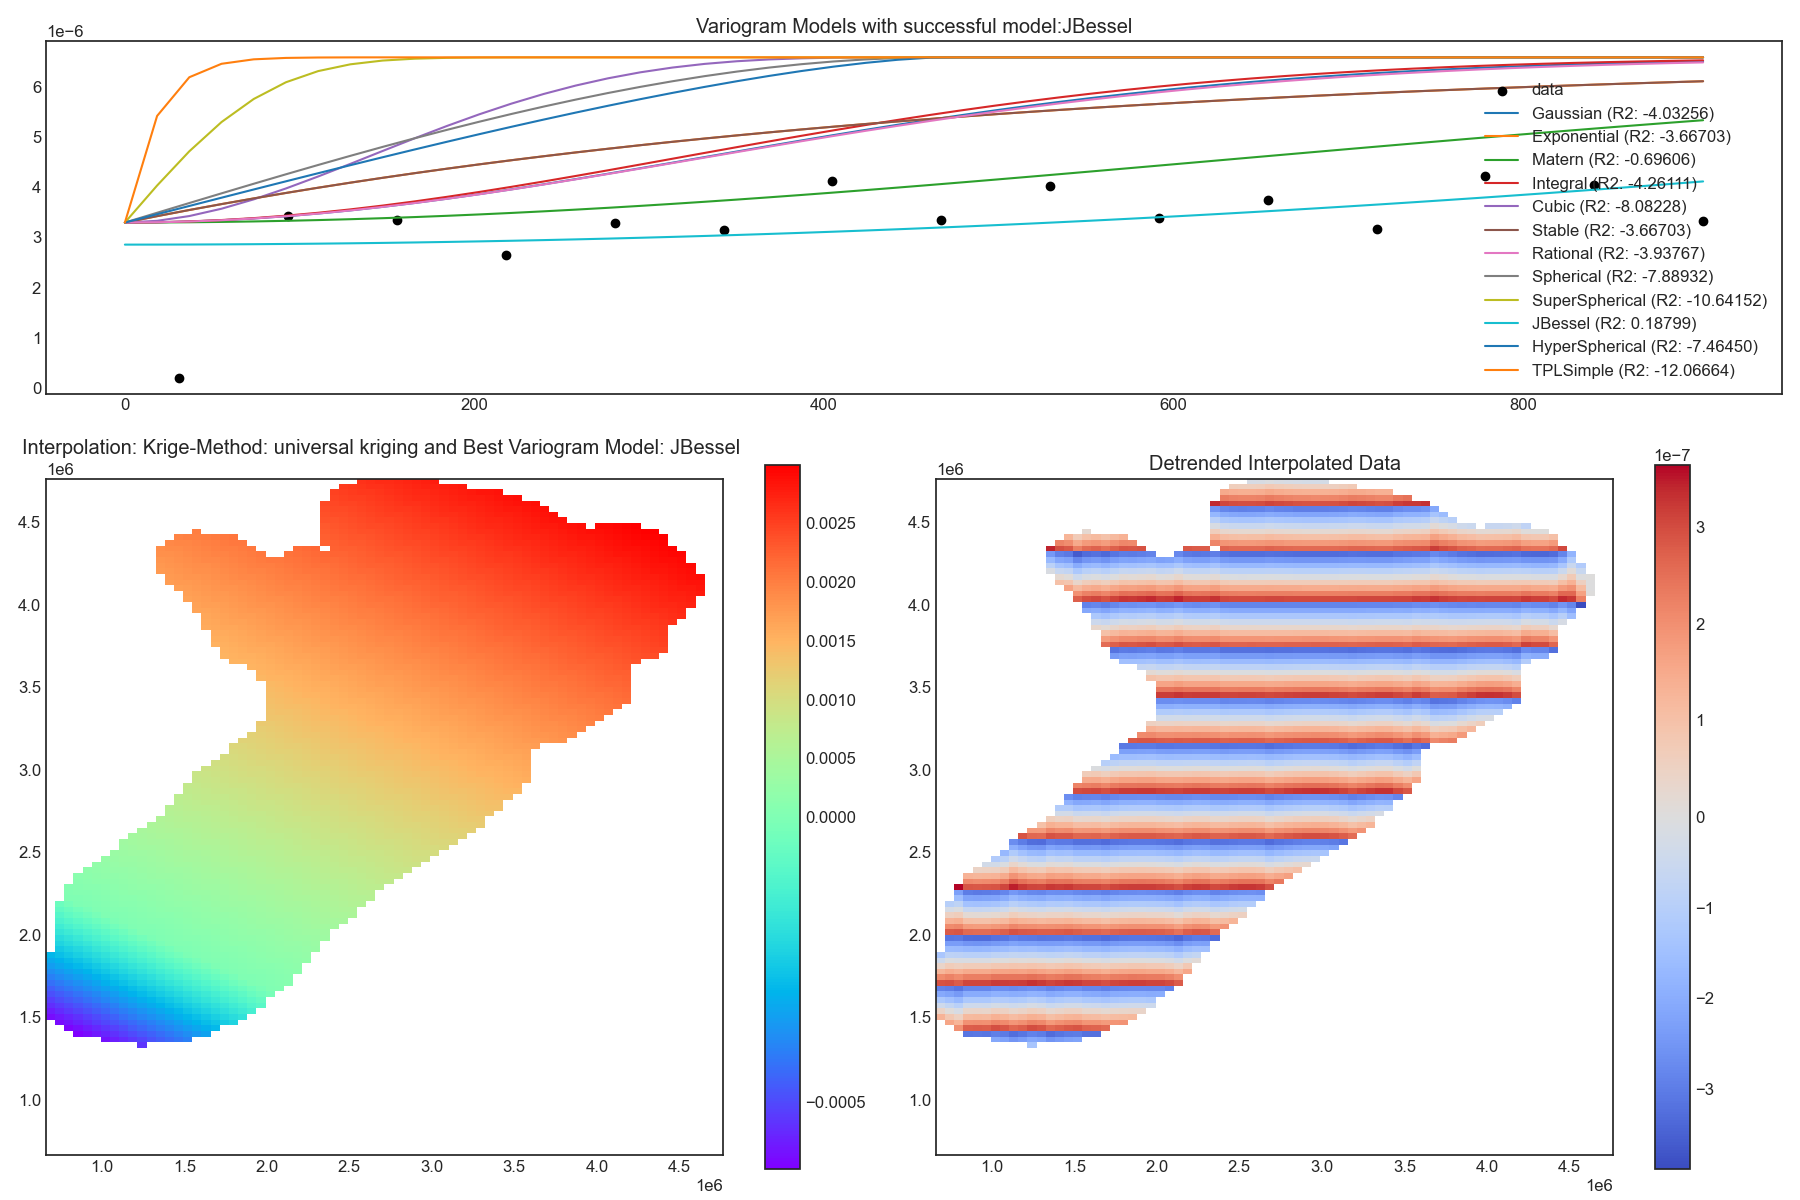 Variogram Models with successful model:JBessel
1e−6
6
5
4
3
2
1
0
0
200
400
600
800
data
Gaussian (R2: -4.03256)
Exponential (R2: -3.66703)
Matern (R2: -0.69606)
Integral (R2: -4.26111)
Cubic (R2: -8.08228)
Stable (R2: -3.66703)
Rational (R2: -3.93767)
Spherical (R2: -7.88932)
SuperSpherical (R2: -10.64152)
JBessel (R2: 0.18799)
HyperSpherical (R2: -7.46450)
TPLSimple (R2: -12.06664)
Interpolation: Krige-Method: universal kriging and Best Variogram Model: JBessel
1e6
4.5
4.0
3.5
3.0
2.5
2.0
1.5
1.0
1.0
1.5
2.0
2.5
3.0
3.5
4.0
4.5
1e6
0.0025
0.0020
0.0015
0.0010
0.0005
0.0000
−0.0005
Detrended Interpolated Data
1e6
4.5
4.0
3.5
3.0
2.5
2.0
1.5
1.0
1.0
1.5
2.0
2.5
3.0
3.5
4.0
4.5
1e6
1e−7
3
2
1
0
−1
−2
−3